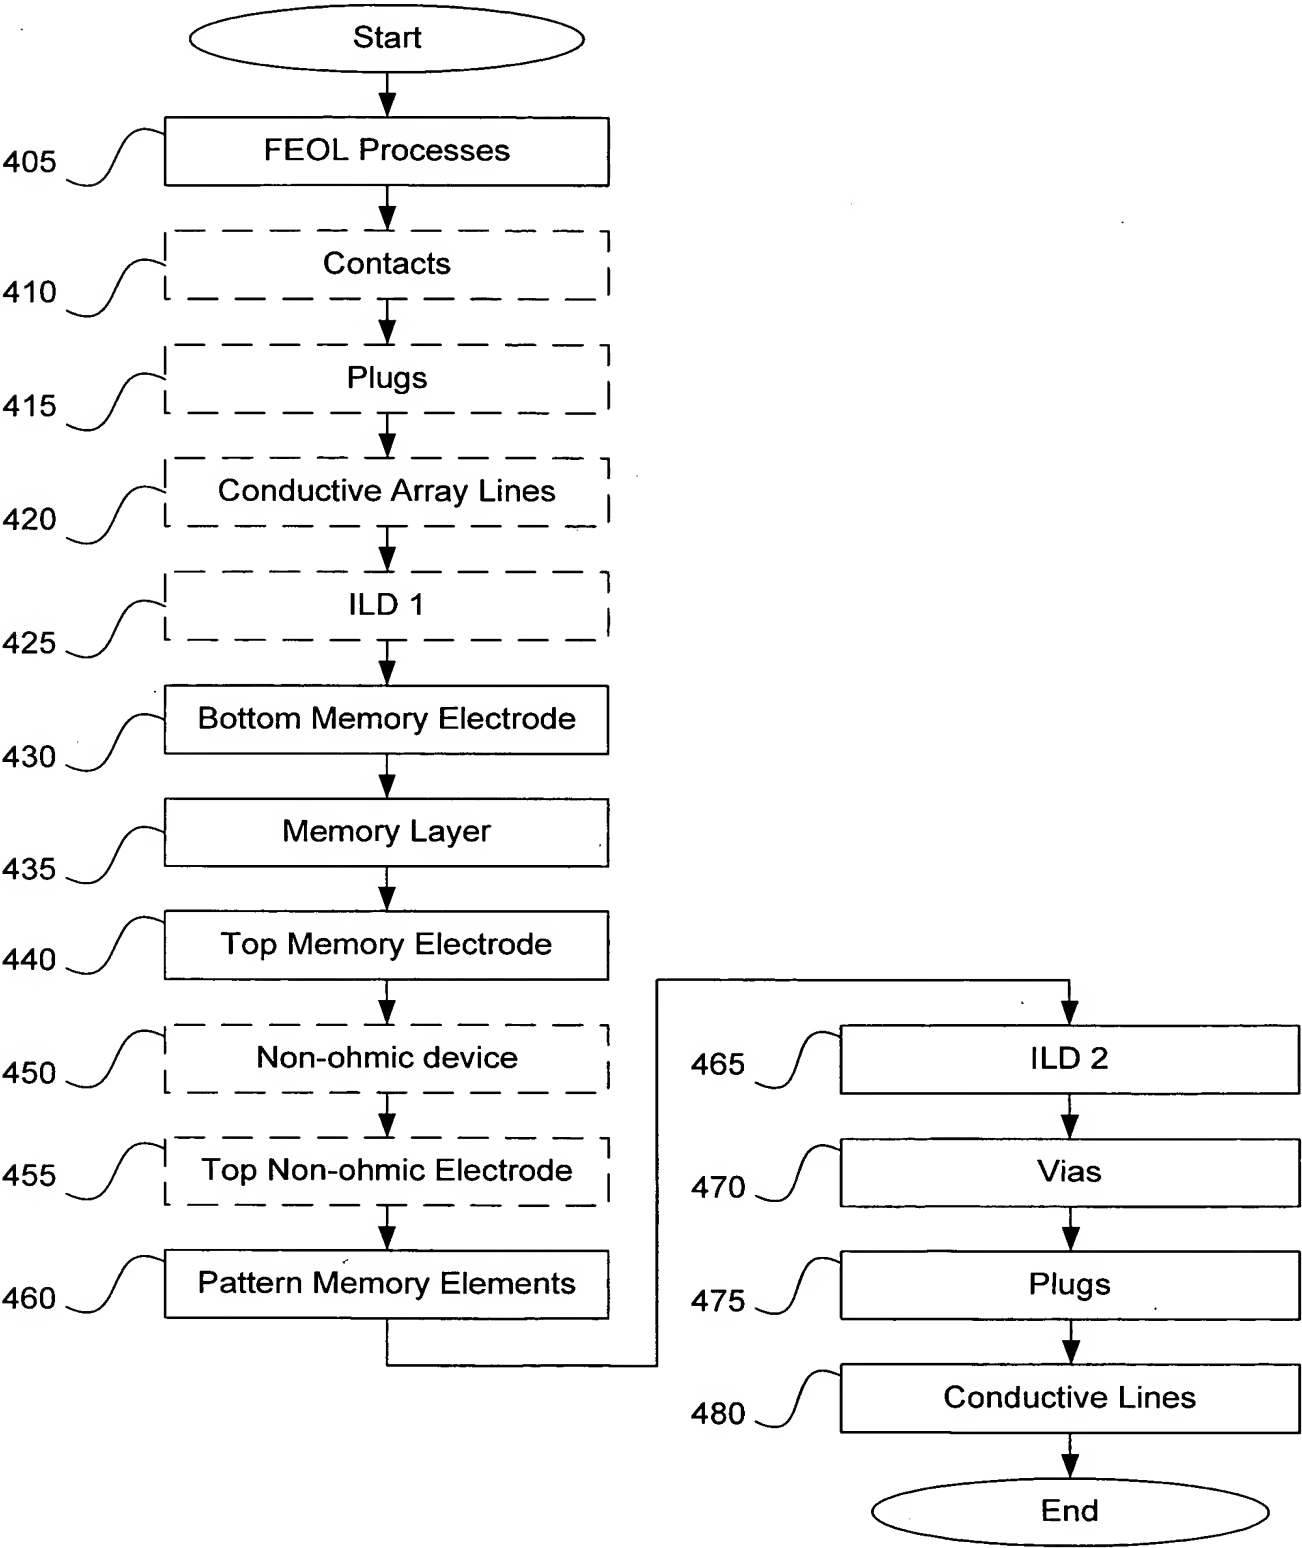 Start
405
FEOL Processes
410
Contacts
415
Plugs
420
Conductive Array Lines
425
ILD 1
430
Bottom Memory Electrode
435
Memory Layer
440
Top Memory Electrode
450
Non-ohmic device
455
Top Non-ohmic Electrode
460
Pattern Memory Elements
465
ILD 2
470
Vias
475
Plugs
480
Conductive Lines
End